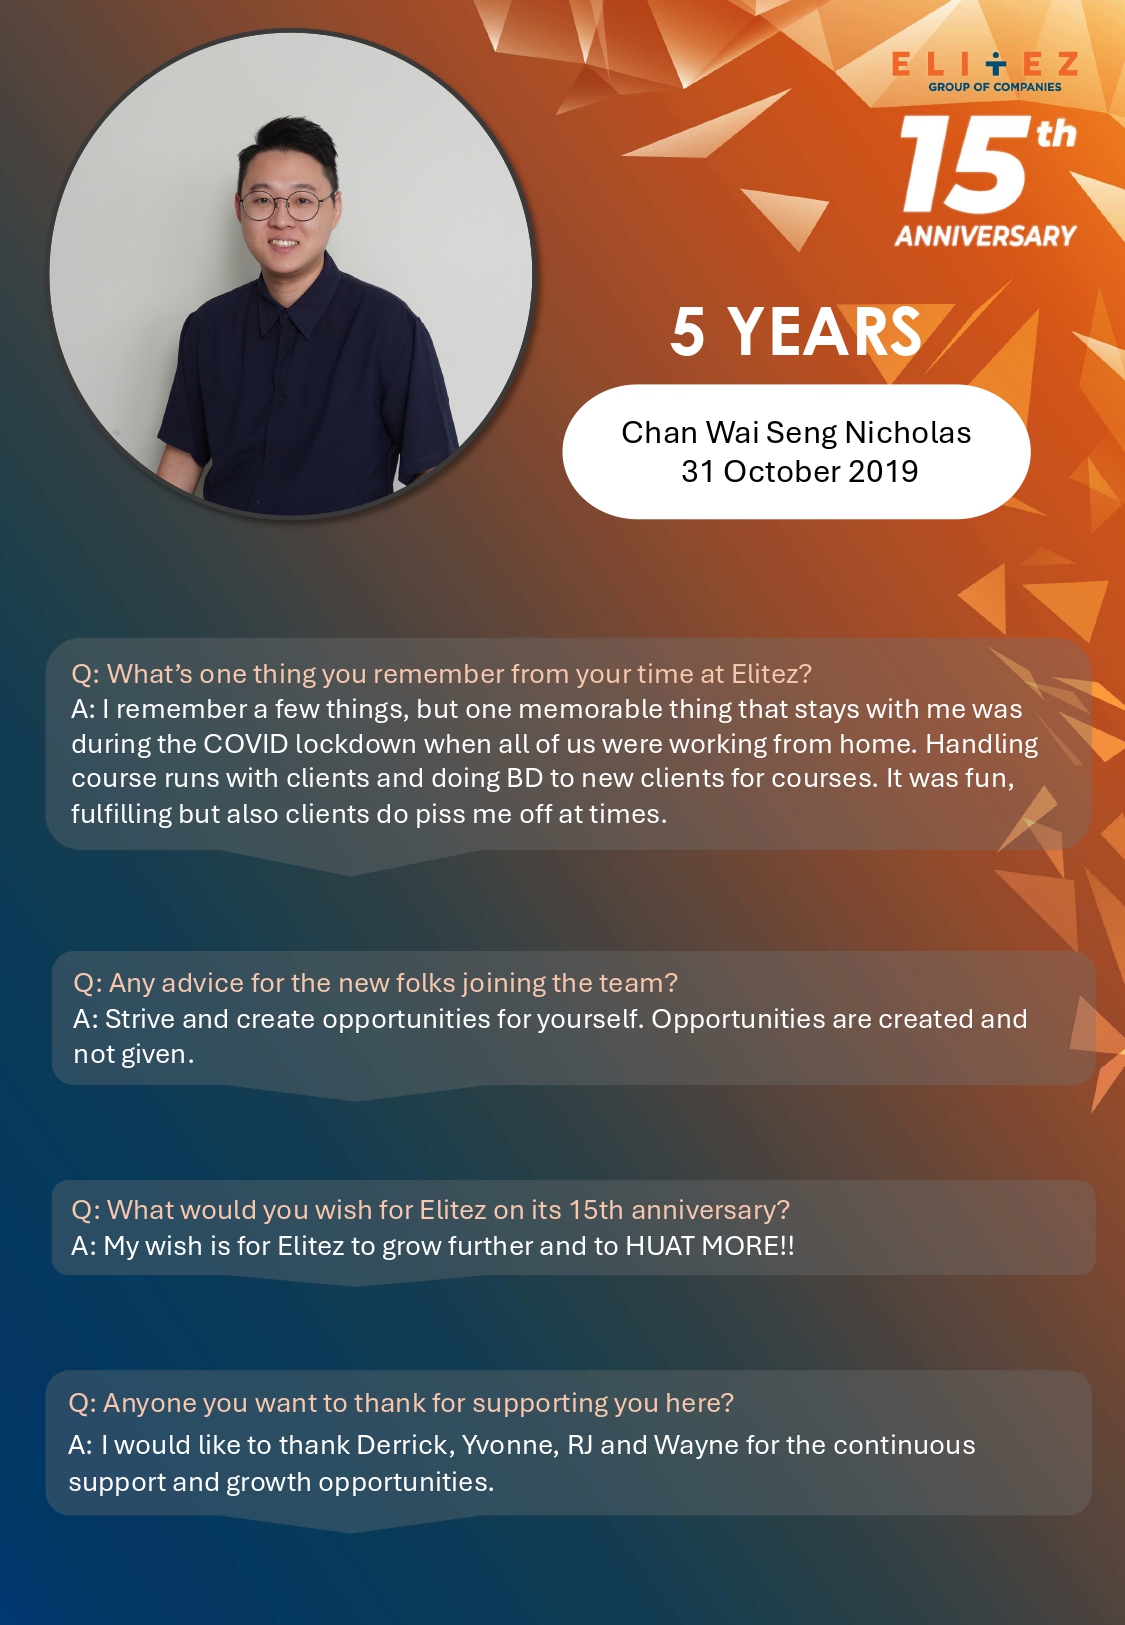 ELITEZ
GROUP OF COMPANIES
15th
ANNIVERSARY
5 YEARS
Chan Wai Seng Nicholas
31 October 2019
Q: What’s one thing you remember from your time at Elitez?
A: I remember a few things, but one memorable thing that stays with me was
during the COVID lockdown when all of us were working from home. Handling
course runs with clients and doing BD to new clients for courses. It was fun,
fulfilling but also clients do piss me off at times.
Q: Any advice for the new folks joining the team?
A: Strive and create opportunities for yourself. Opportunities are created and
not given.
Q: What would you wish for Elitez on its 15th anniversary?
A: My wish is for Elitez to grow further and to HUAT MORE!!
Q: Anyone you want to thank for supporting you here?
A: I would like to thank Derrick, Yvonne, RJ and Wayne for the continuous
support and growth opportunities.